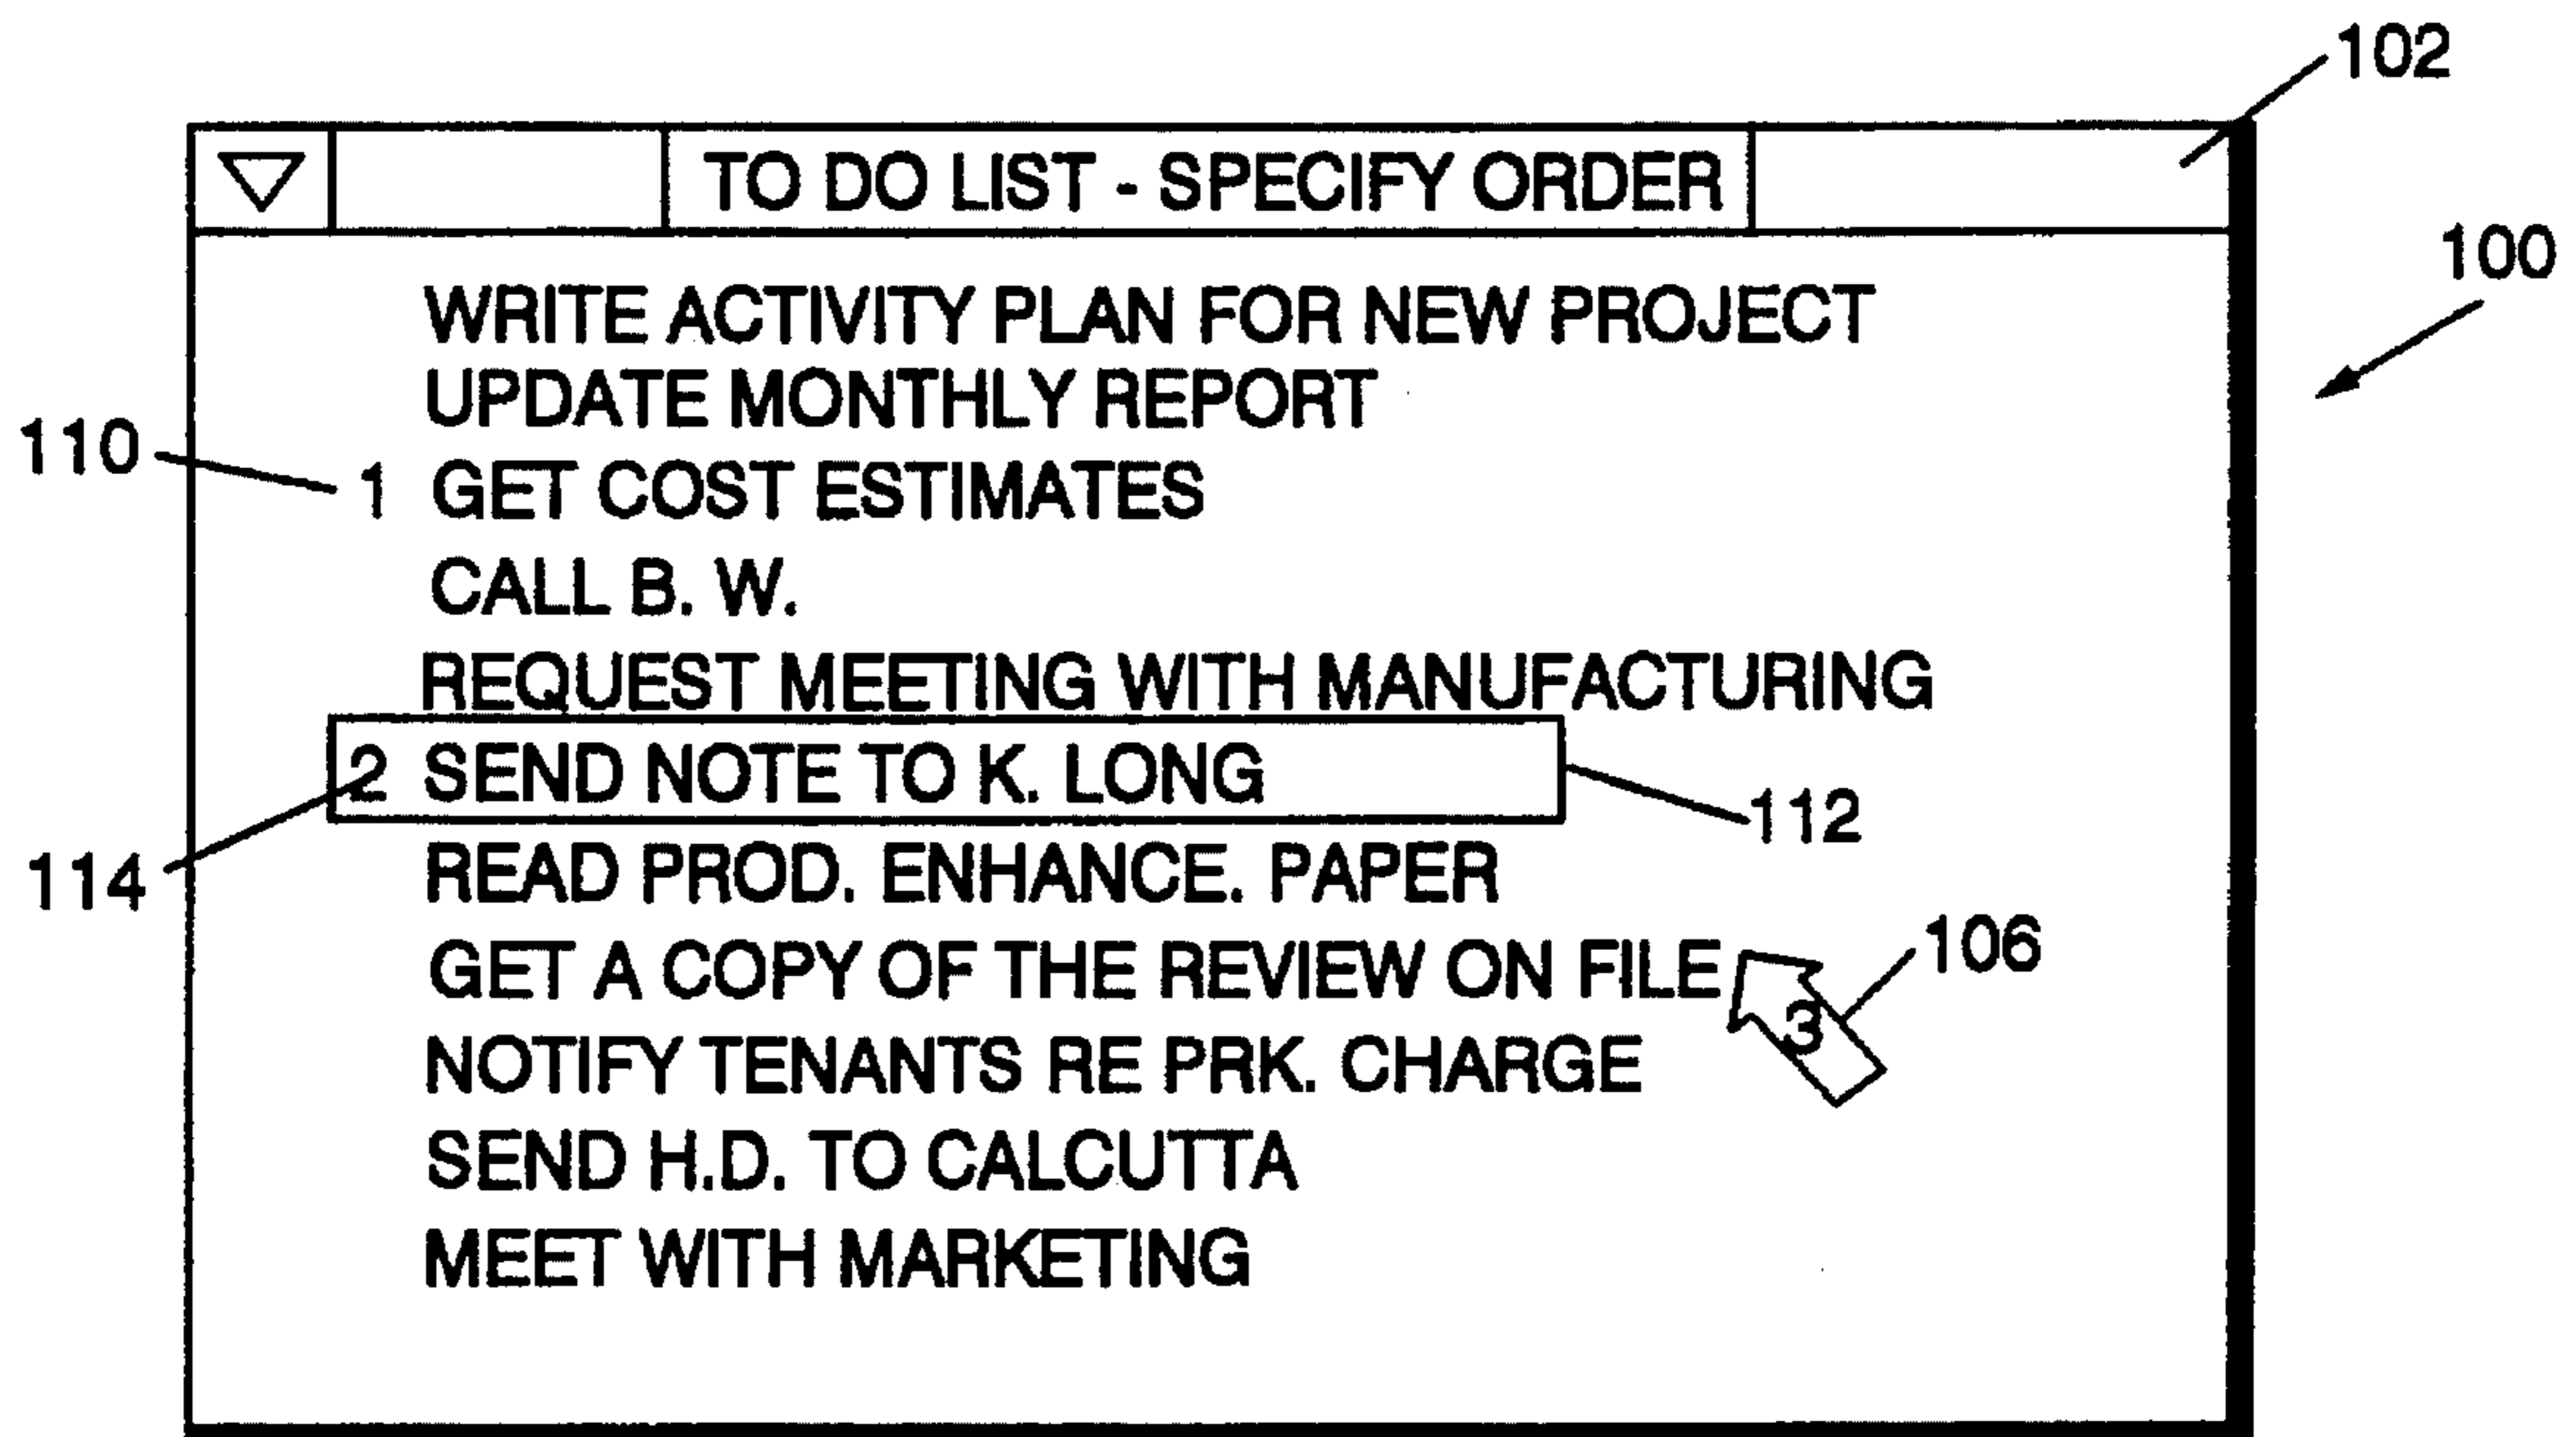 102
TO DO LIST - SPECIFY ORDER
100
WRITE ACTIVITY PLAN FOR NEW PROJECT
UPDATE MONTHLY REPORT
110
1 GET COST ESTIMATES
CALL B. W.
REQUEST MEETING WITH MANUFACTURING
2 SEND NOTE TO K. LONG
112
114
READ PROD. ENHANCE. PAPER
GET A COPY OF THE REVIEW ON FILE
106
3
NOTIFY TENANTS RE PRK. CHARGE
SEND H.D. TO CALCUTTA
MEET WITH MARKETING